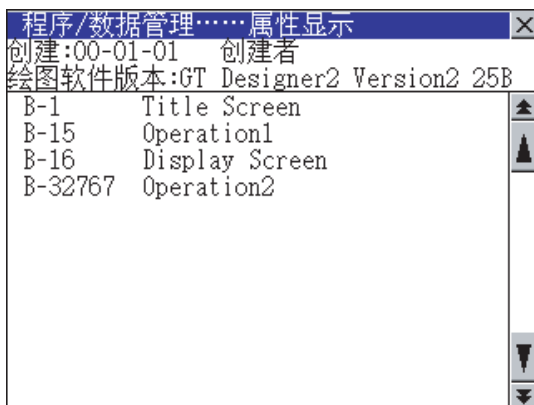 程序/数据管理……属性显示
创建:00-01-01 创建者
绘图软件版本:GT Designer2 Version2 25B
B-1 Title Screen
B-15 Operation1
B-16 Display Screen
B-32767 Operation2